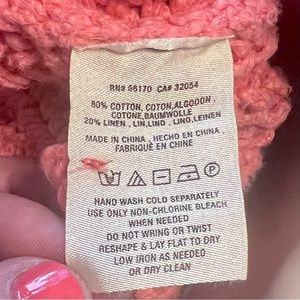 RN# 66170 CA# 32054
80% COTTON, COTON,ALGODON
,COTONE,BAUMWOLLE
20% LINEN , LIN,LINO , LINO,LEINEN
MADE IN CHINA , HECHO EN CHINA
FABRIQUÉ EN CHINE
HAND WASH COLD SEPARATELY
USE ONLY NON-CHLORINE BLEACH
WHEN NEEDED
DO NOT WRING OR TWIST
RESHAPE & LAY FLAT TO DRY
LOW IRON AS NEEDED
OR DRY CLEAN